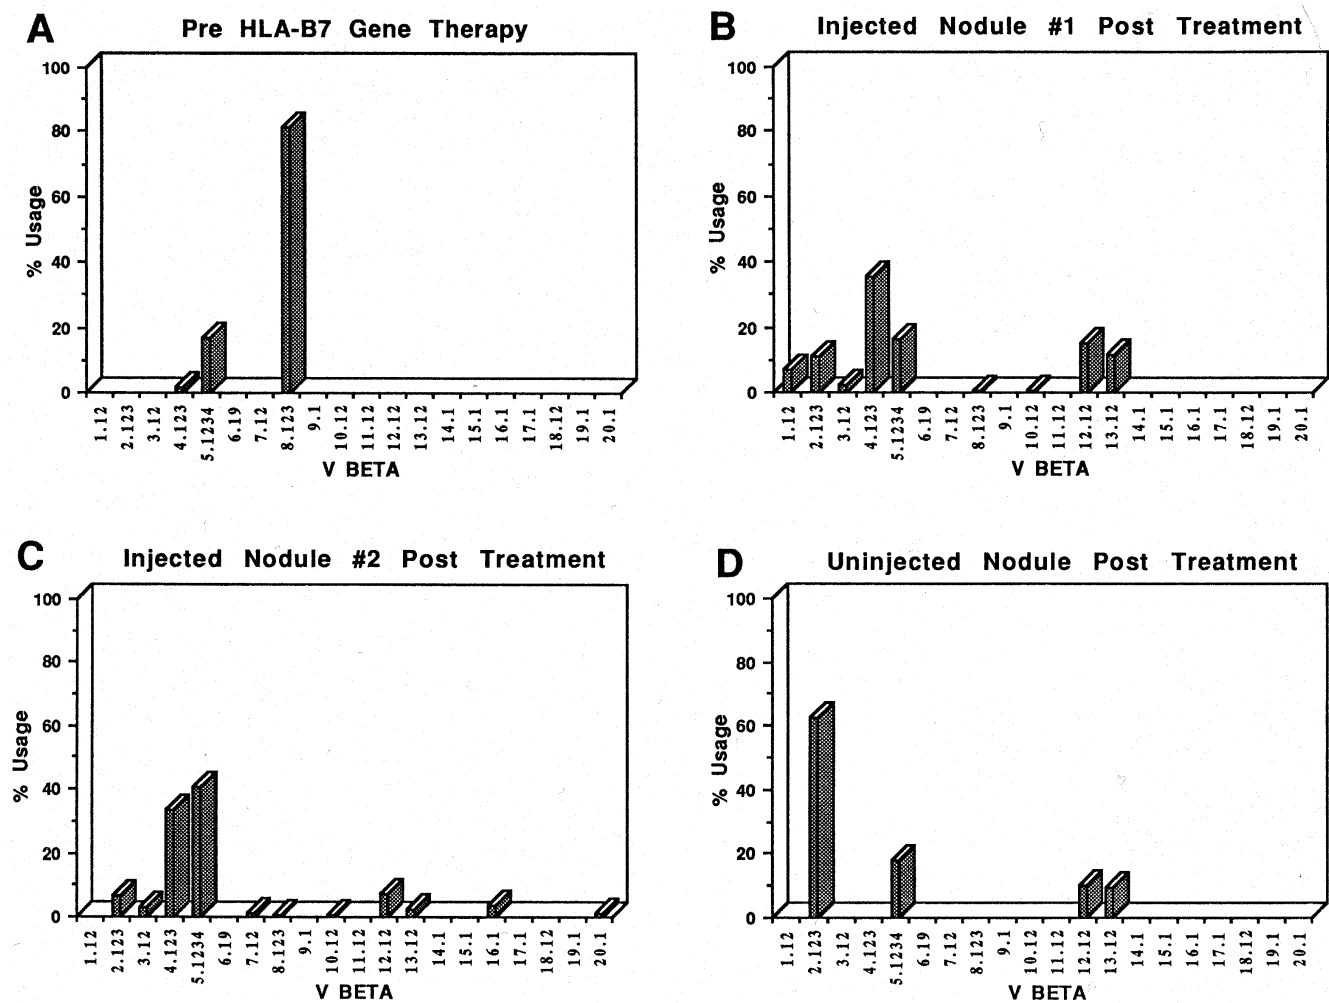 A Pre HLA-B7 Gene Therapy
100
80
60
40
20
0
% Usage
1.12 2.123 3.12 4.123 5.1234 6.19 7.12 8.123 9.1 10.12 11.12 12.12 13.12 14.1 15.1 16.1 17.1 18.12 19.1 20.1
V BETA
B Injected Nodule #1 Post Treatment
100
80
60
40
20
0
% Usage
1.12 2.123 3.12 4.123 5.1234 6.19 7.12 8.123 9.1 10.12 11.12 12.12 13.12 14.1 15.1 16.1 17.1 18.12 19.1 20.1
V BETA
C Injected Nodule #2 Post Treatment
100
80
60
40
20
0
% Usage
1.12 2.123 3.12 4.123 5.1234 6.19 7.12 8.123 9.1 10.12 11.12 12.12 13.12 14.1 15.1 16.1 17.1 18.12 19.1 20.1
V BETA
D Uninjected Nodule Post Treatment
100
80
60
40
20
0
% Usage
1.12 2.123 3.12 4.123 5.1234 6.19 7.12 8.123 9.1 10.12 11.12 12.12 13.12 14.1 15.1 16.1 17.1 18.12 19.1 20.1
V BETA